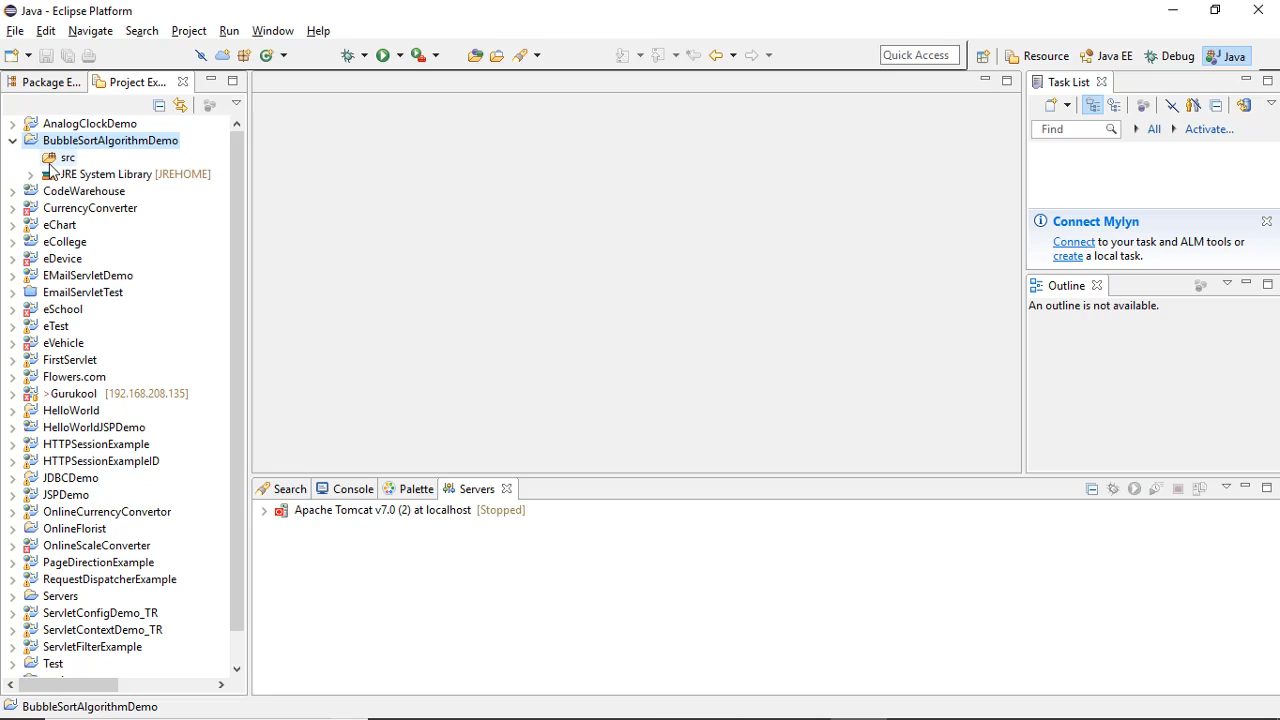 Java - Eclipse Platform
File Edit Navigate Search Project Run Window Help
Quick Access
Resource
Java EE
Debug
Java
Package E...
Project Ex...
AnalogClockDemo
BubbleSortAlgorithmDemo
src
JRE System Library [JREHOME]
CodeWarehouse
CurrencyConverter
eChart
eCollege
eDevice
EMailServletDemo
EmailServletTest
eSchool
eTest
eVehicle
FirstServlet
Flowers.com
>Gurukool [192.168.208.135]
HelloWorld
HelloWorldJSPDemo
HTTPSessionExample
HTTPSessionExampleID
JDBCDemo
JSPDemo
OnlineCurrencyConvertor
OnlineFlorist
OnlineScaleConverter
PageDirectionExample
RequestDispatcherExample
Servers
ServletConfigDemo_TR
ServletContextDemo_TR
ServletFilterExample
Test
Task List
Find
All
Activate...
Connect Mylyn
Connect to your task and ALM tools or
create a local task.
Outline
An outline is not available.
Search
Console
Palette
Servers
Apache Tomcat v7.0 (2) at localhost [Stopped]
BubbleSortAlgorithmDemo